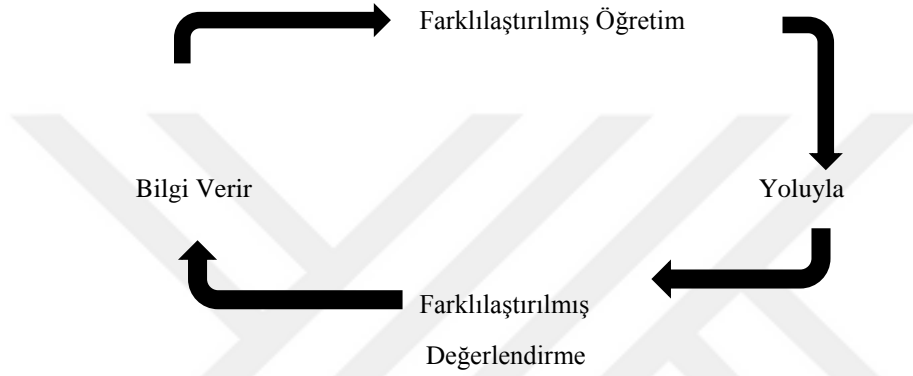 Farklılaştırılmış Öğretim
Bilgi Verir
Yoluyla
Farklılaştırılmış
Değerlendirme